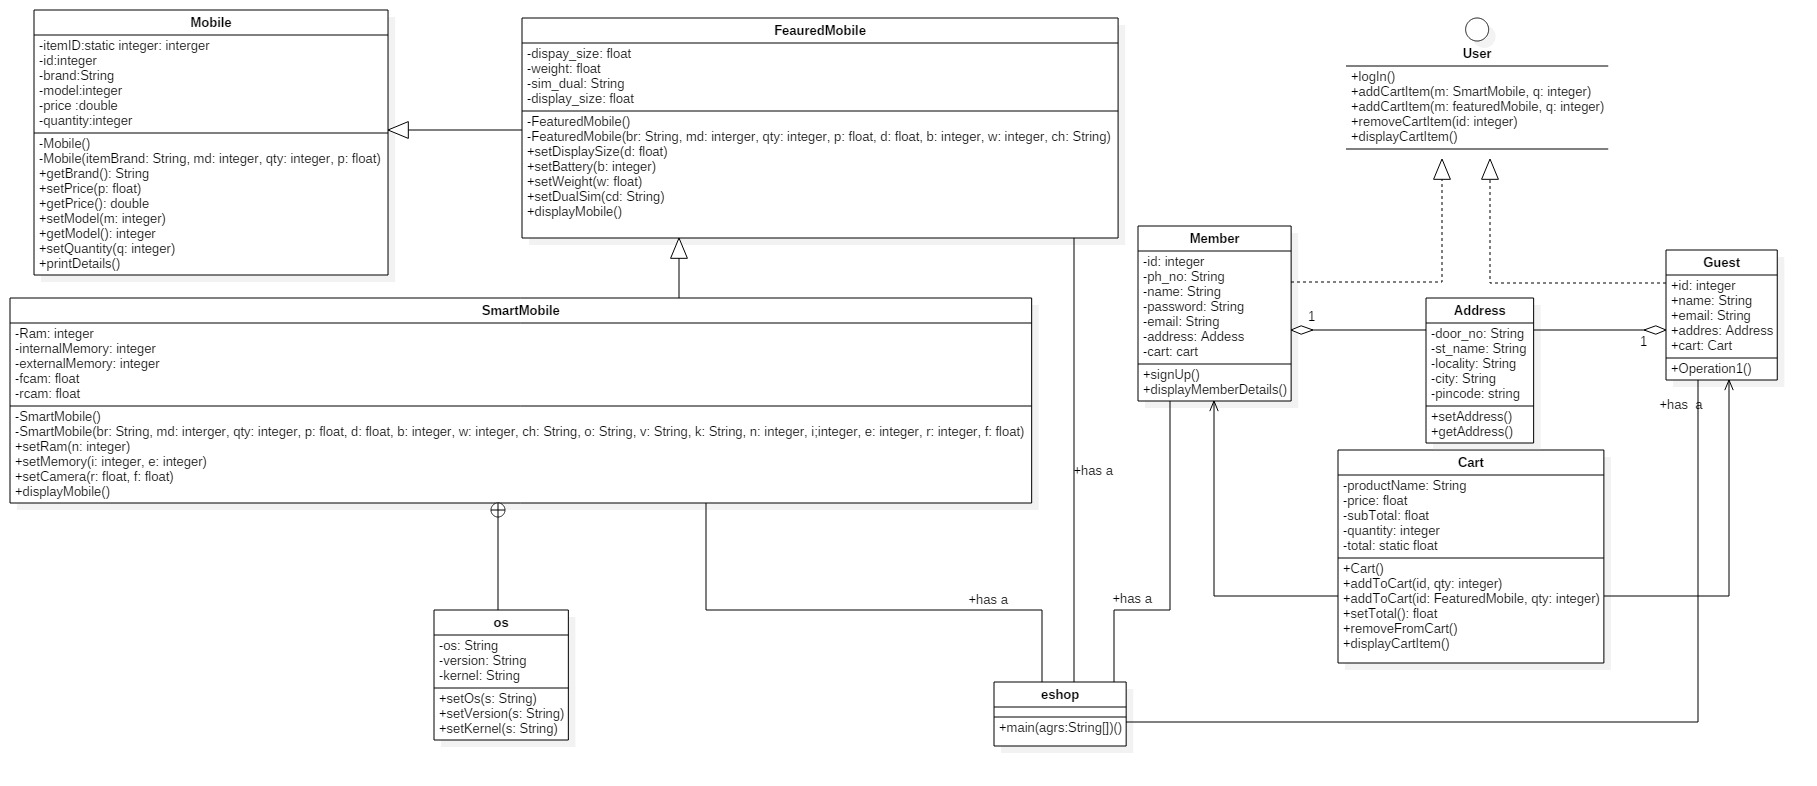 Mobile
-itemID:static integer: interger
-id:integer
-brand:String
-model:integer
-price :double
-quantity:integer
-Mobile()
-Mobile(itemBrand: String, md: integer, qty: integer, p: float)
+getBrand(): String
+setPrice(p: float)
+getPrice(): double
+setModel(m: integer)
+getModel(): integer
+setQuantity(q: integer)
+printDetails()
FeauredMobile
-dispay_size: float
-weight: float
-sim_dual: String
-display_size: float
-FeaturedMobile()
-FeaturedMobile(br: String, md: interger, qty: integer, p: float, d: float, b: integer, w: integer, ch: String)
+setDisplaySize(d: float)
+setBattery(b: integer)
+setWeight(w: float)
+setDualSim(cd: String)
+displayMobile()
User
+logIn()
+addCartItem(m: SmartMobile, q: integer)
+addCartItem(m: featuredMobile, q: integer)
+removeCartItem(id: integer)
+displayCartItem()
SmartMobile
-Ram: integer
-internalMemory: integer
-externalMemory: integer
-fcam: float
-rcam: float
-SmartMobile()
-SmartMobile(br: String, md: interger, qty: integer, p: float, d: float, b: integer, w: integer, ch: String, o: String, v: String, k: String, n: integer, i;integer, e: integer, r: integer, f: float)
+setRam(n: integer)
+setMemory(i: integer, e: integer)
+setCamera(r: float, f: float)
+displayMobile()
Member
-id: integer
-ph_no: String
-name: String
-password: String
-email: String
-address: Addess
-cart: cart
+signUp()
+displayMemberDetails()
1
Address
-door_no: String
-st_name: String
-locality: String
-city: String
-pincode: string
+setAddress()
+getAddress()
1
Guest
+id: integer
+name: String
+email: String
+addres: Address
+cart: Cart
+Operation1()
+has a
+has a
Cart
-productName: String
-price: float
-subTotal: float
-quantity: integer
-total: static float
+Cart()
+addToCart(id, qty: integer)
+addToCart(id: FeaturedMobile, qty: integer)
+setTotal(): float
+removeFromCart()
+displayCartItem()
+has a
+has a
os
-os: String
-version: String
-kernel: String
+setOs(s: String)
+setVersion(s: String)
+setKernel(s: String)
eshop
+main(agrs:String[])()